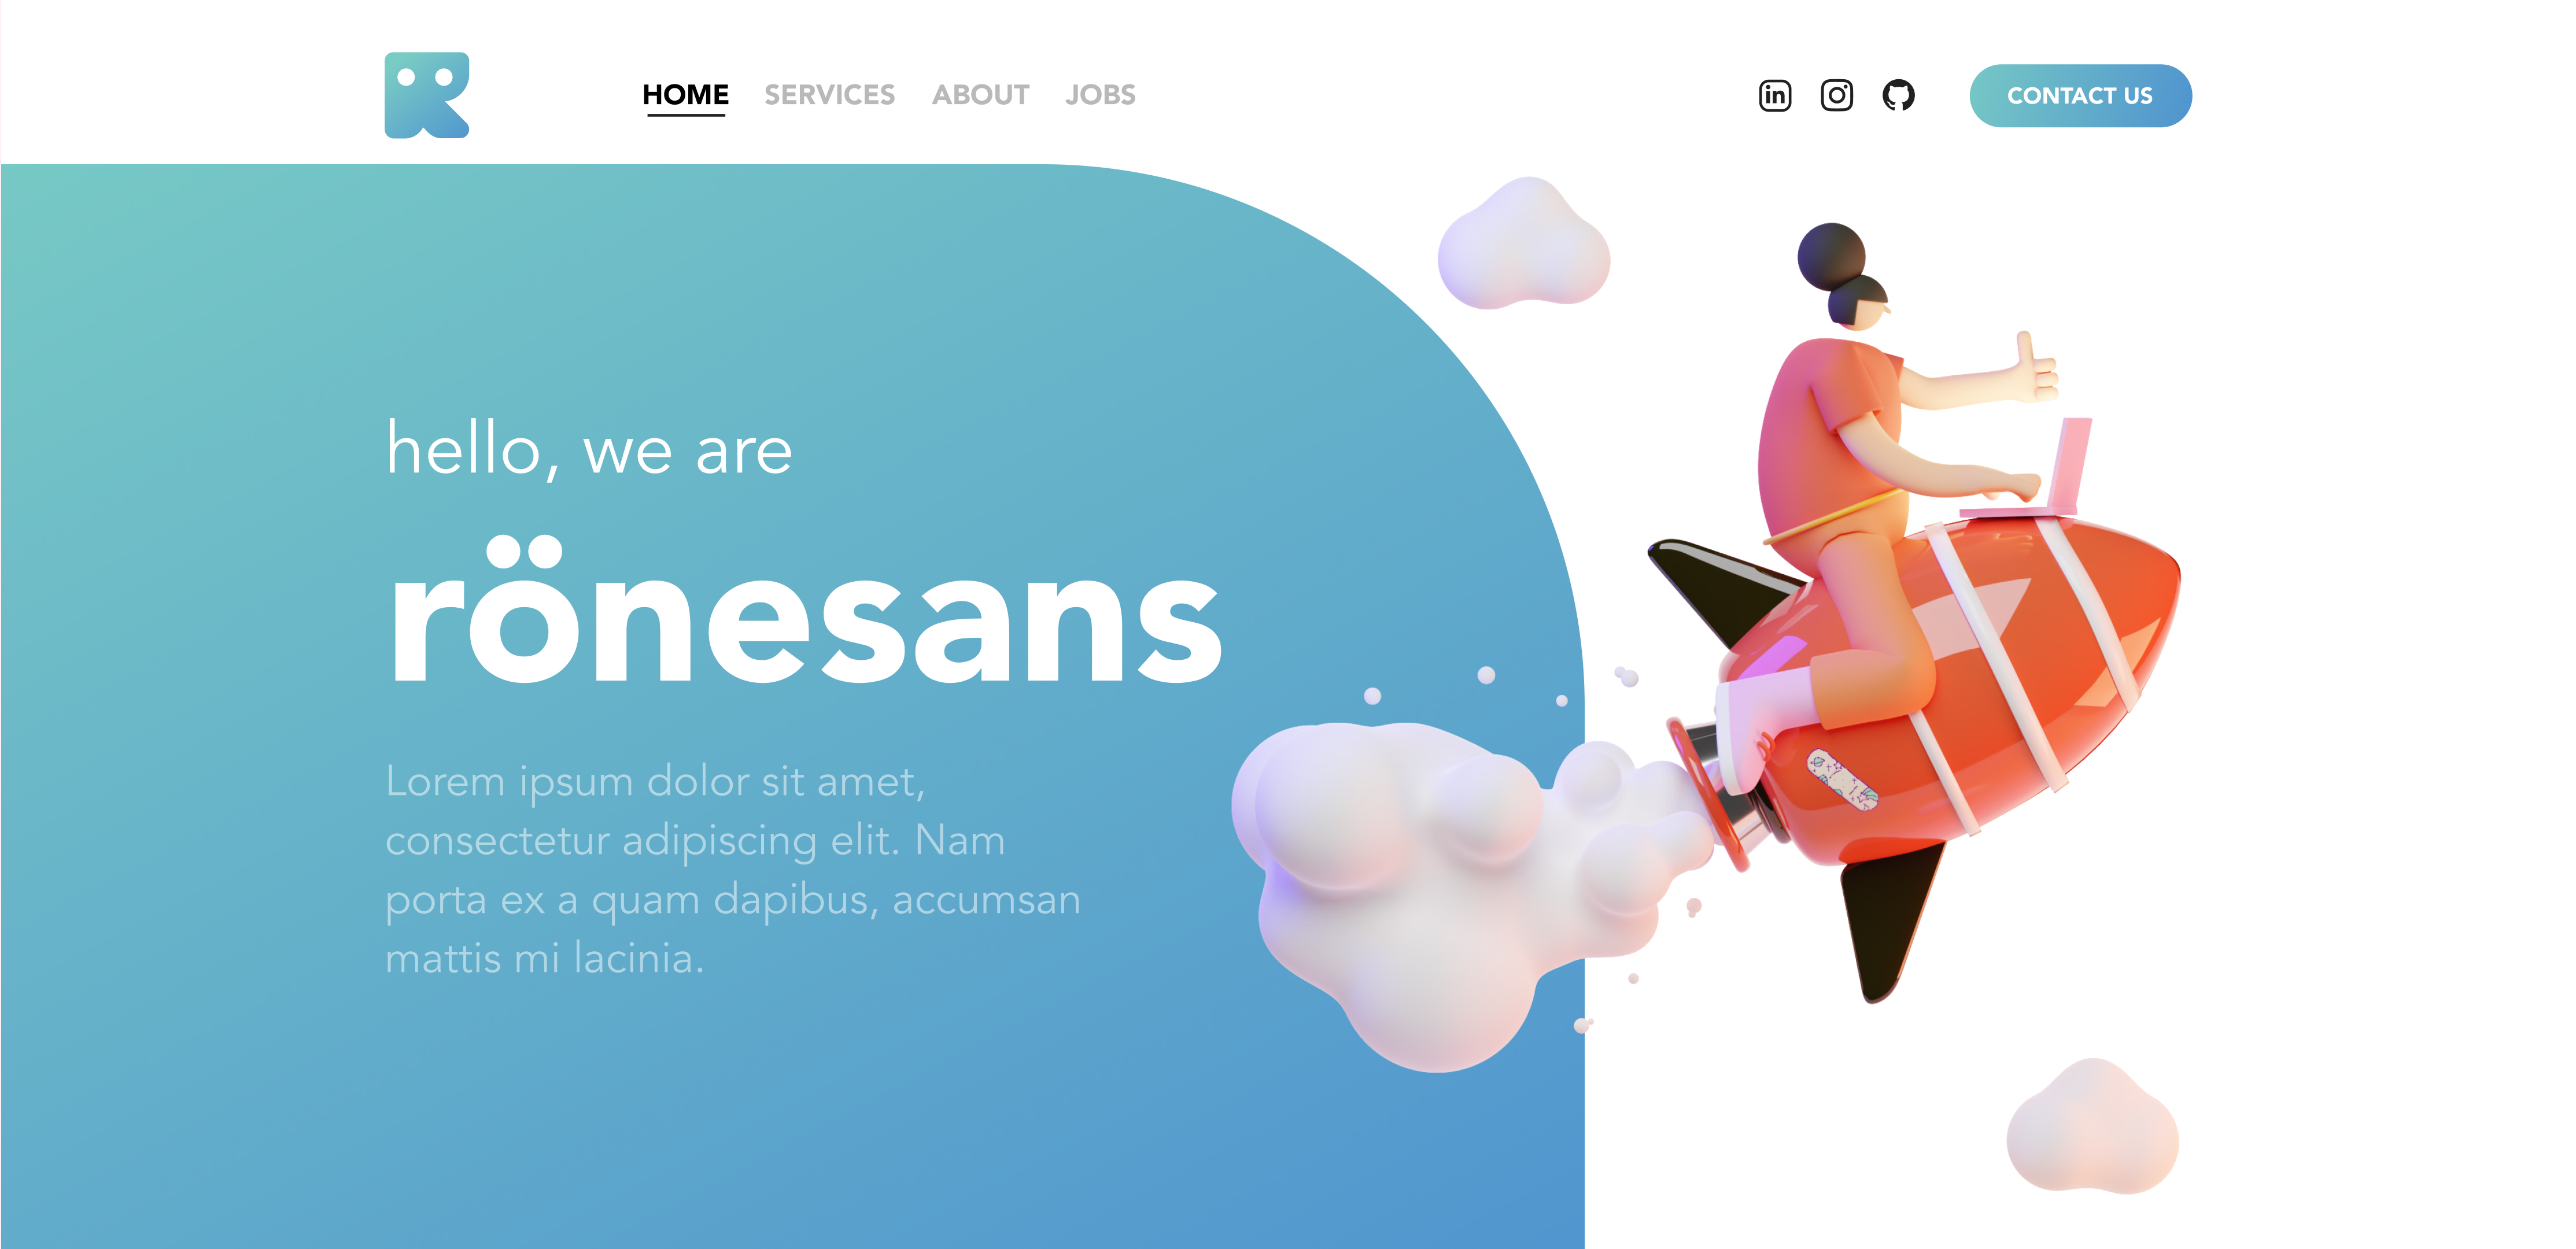 HOME SERVICES ABOUT JOBS in CONTACT US
hello, we are
rönesans
Lorem ipsum dolor sit amet,
consectetur adipiscing elit. Nam
porta ex a quam dapibus, accumsan
mattis mi lacinia.